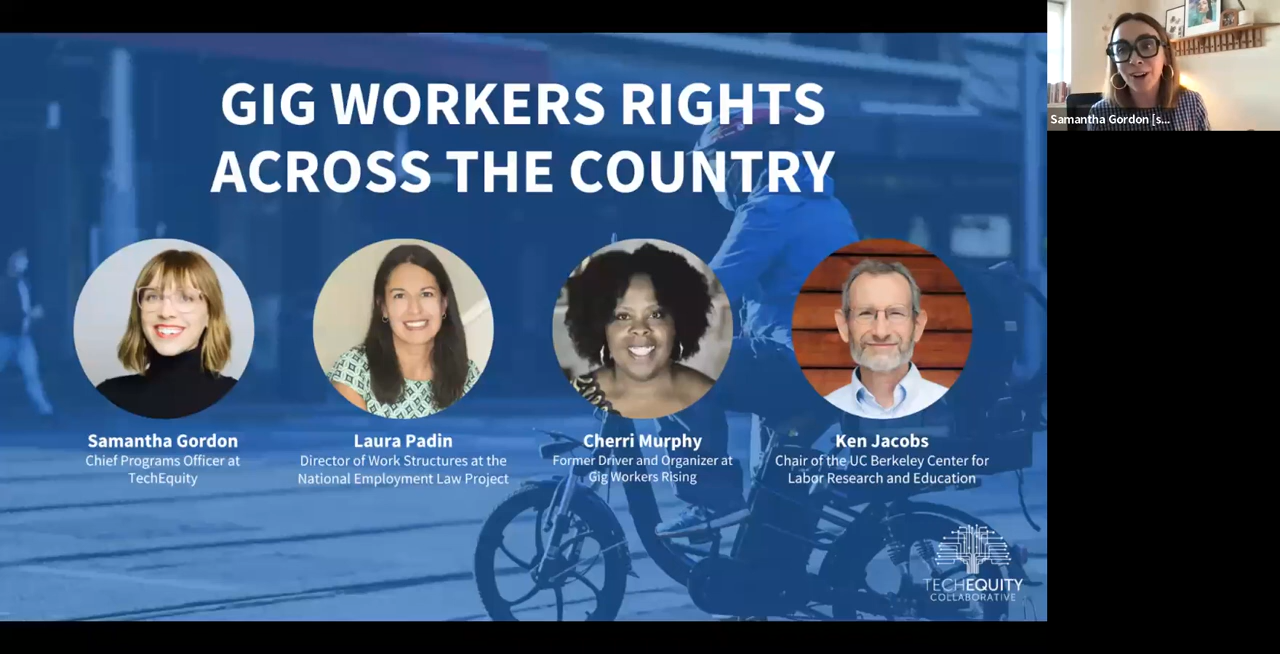 GIG WORKERS RIGHTS
ACROSS THE COUNTRY
Samantha Gordon [s...
Samantha Gordon
Chief Programs Officer at
TechEquity
Laura Padin
Director of Work Structures at the
National Employment Law Project
Cherri Murphy
Former Driver and Organizer at
Gig Workers Rising
Ken Jacobs
Chair of the UC Berkeley Center for
Labor Research and Education
TECHEQUITY
COLLABORATIVE